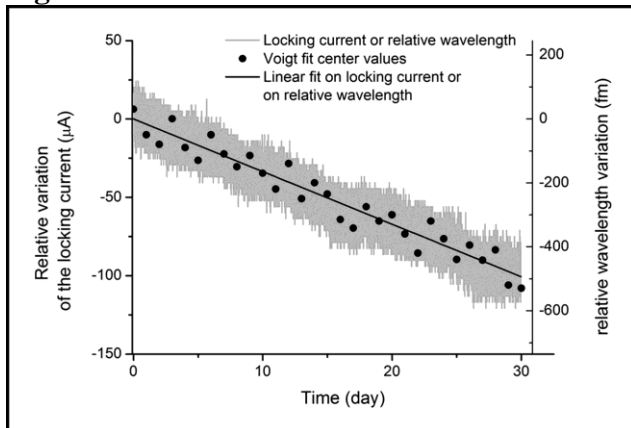 Locking current or relative wavelength
Voigt fit center values
Linear fit on locking current or
on relative wavelength
Relative variation
of the locking current (μA)
50
0
-50
-100
-150
200
0
-200
-400
-600
relative wavelength variation (fm)
0
10
20
30
Time (day)